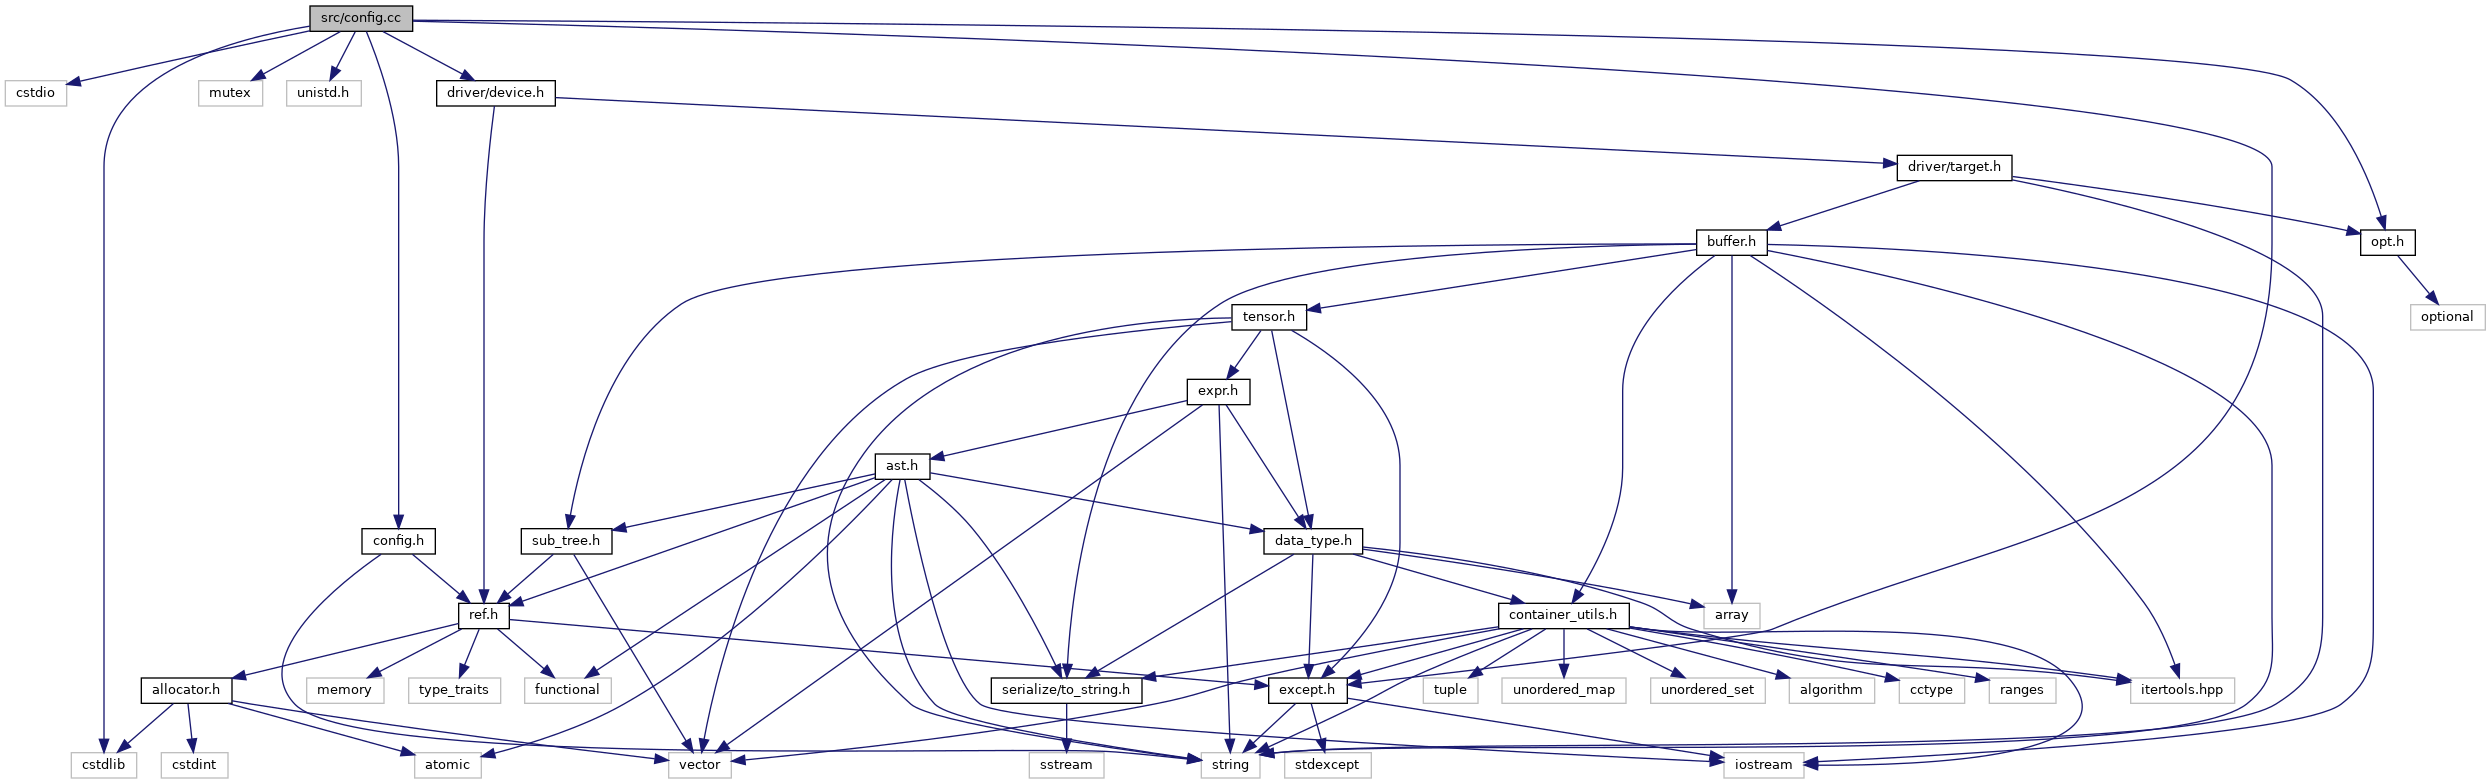 src/config.cc
cstdio
mutex
unistd.h
driver/device.h
driver/target.h
buffer.h
opt.h
tensor.h
optional
expr.h
ast.h
config.h
sub_tree.h
data_type.h
ref.h
container_utils.h
array
allocator.h
memory
type_traits
functional
serialize/to_string.h
except.h
tuple
unordered_map
unordered_set
algorithm
cctype
ranges
itertools.hpp
cstdlib
cstdint
atomic
vector
sstream
string
stdexcept
iostream